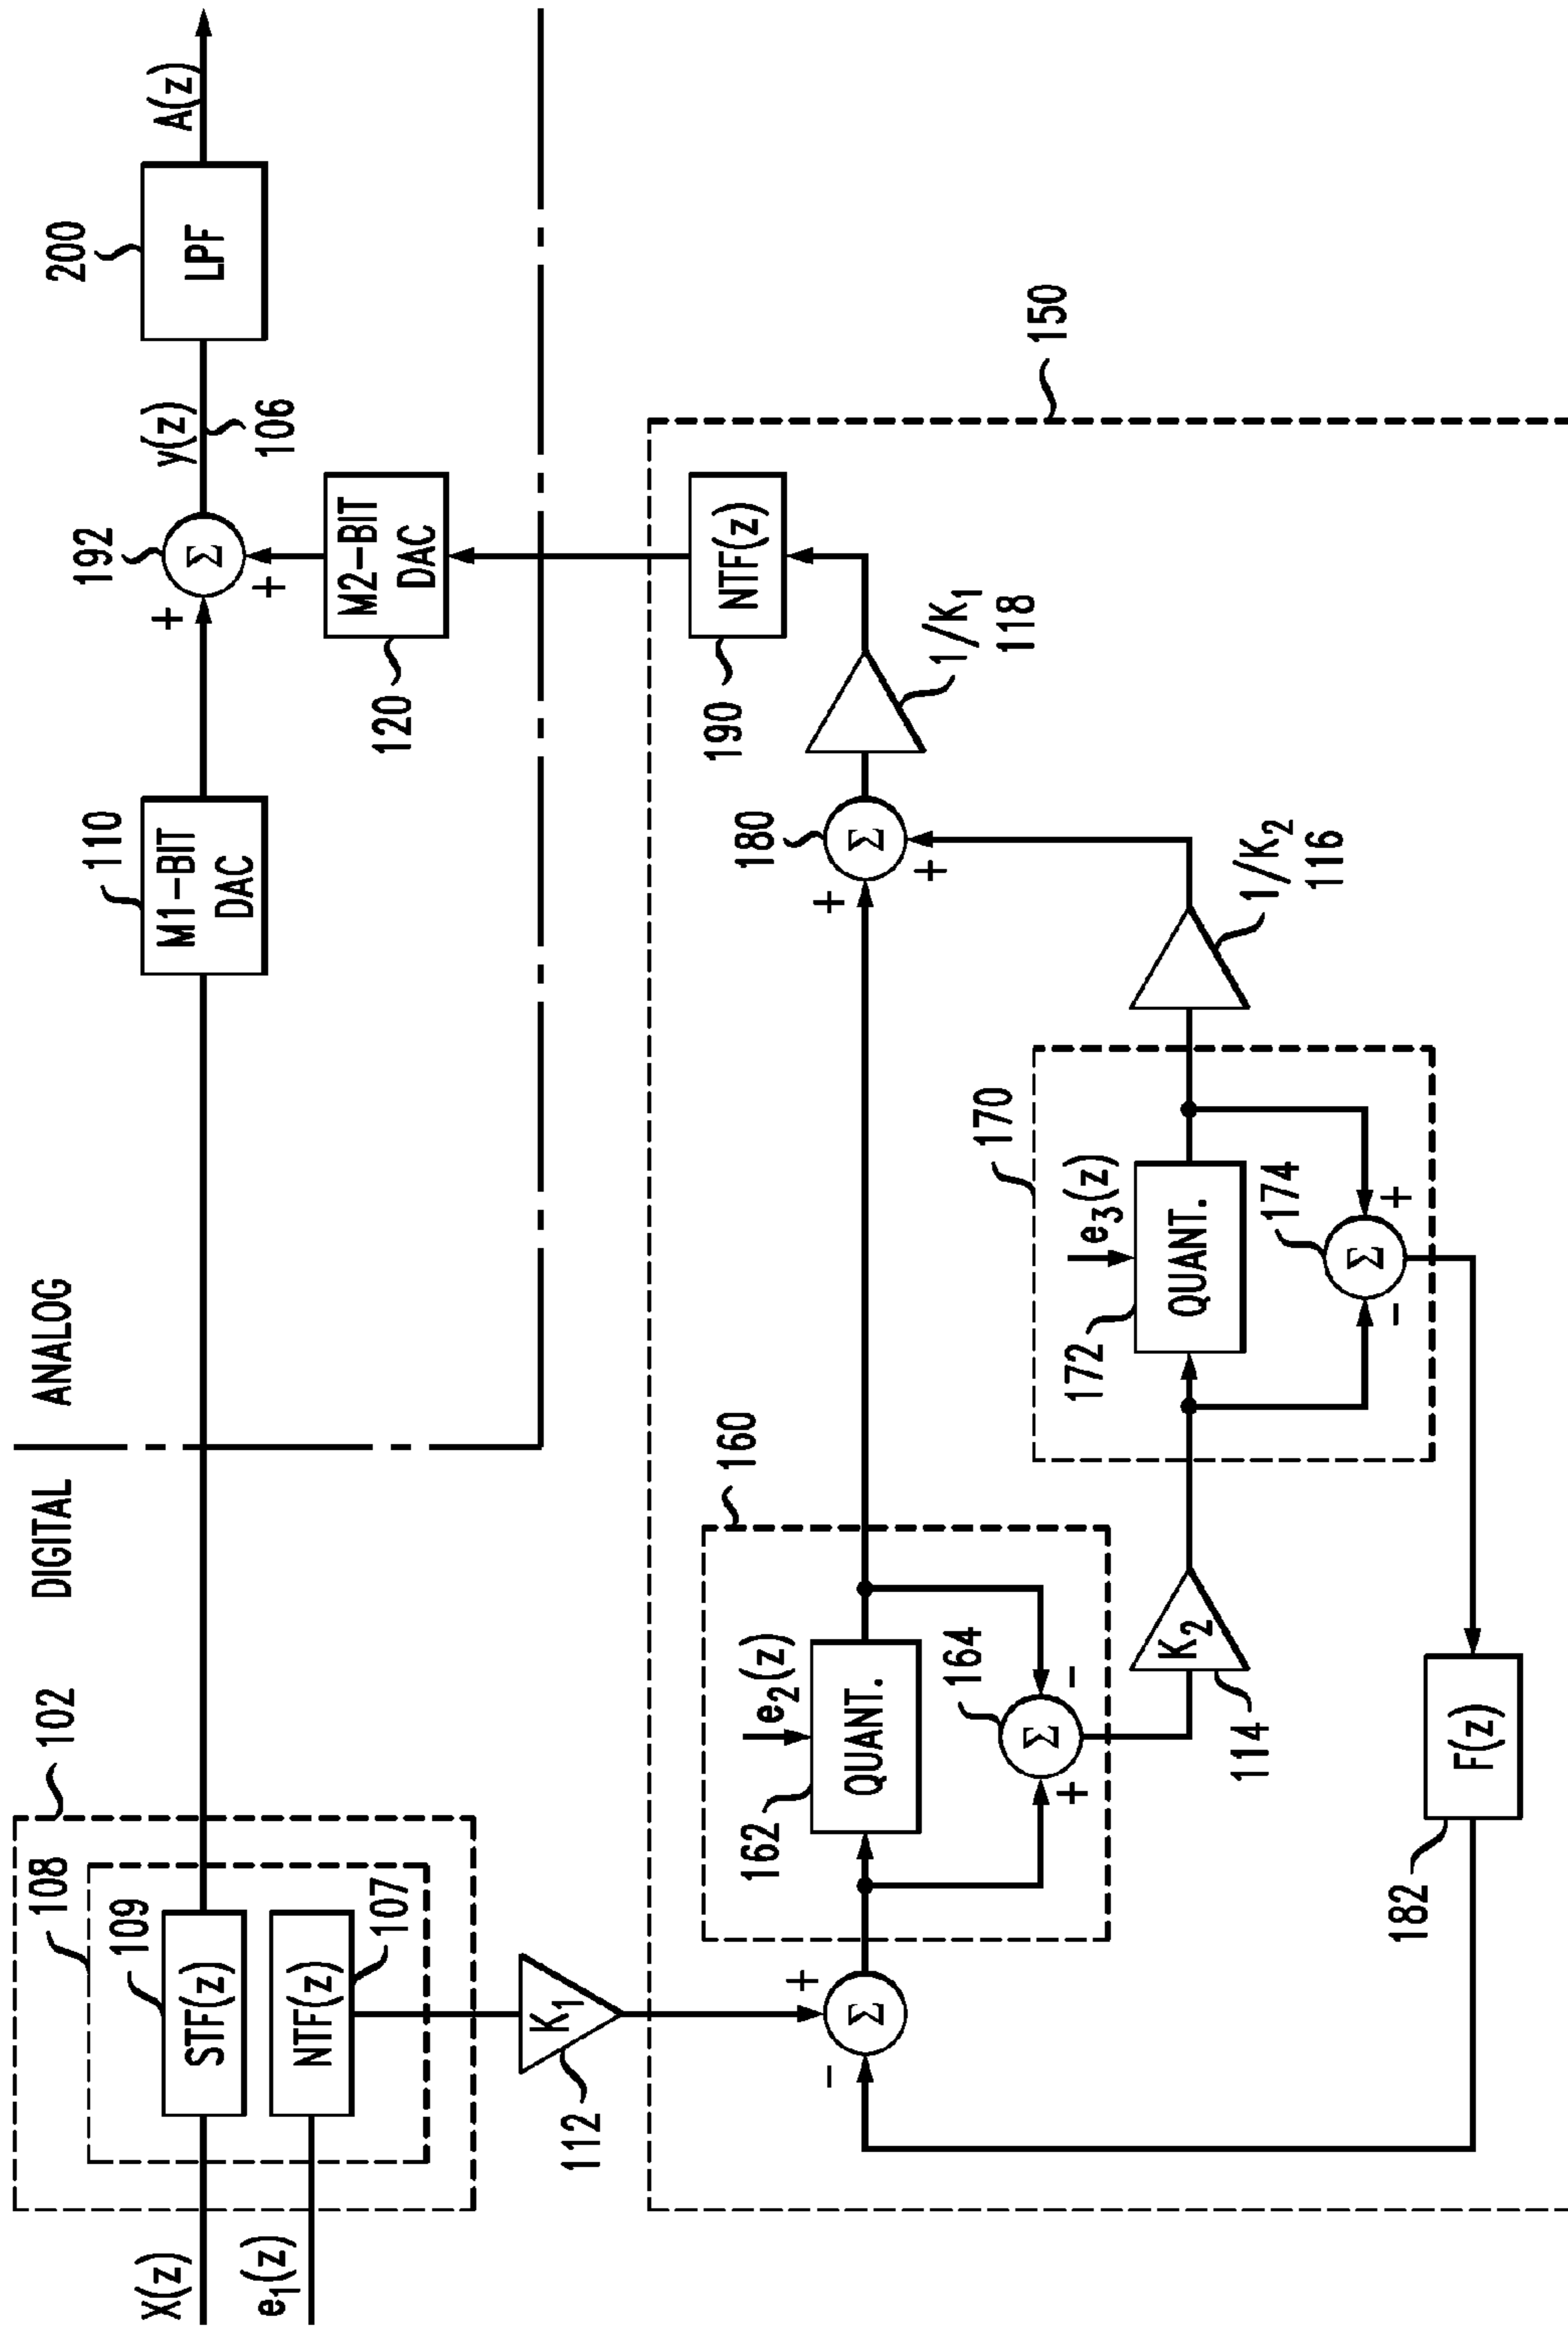 DIGITAL
ANALOG
X(z)
e1(z)
102
108
109
STF(z)
NTF(z)
107
110
M1-BIT
DAC
192
Σ
+
+
y(z)
106
200
LPF
A(z)
M2-BIT
DAC
120
K1
112
150
NTF(z)
190
1/K1
118
160
e2(z)
QUANT.
162
Σ
164
+
-
Σ
+
-
180
Σ
+
+
K2
114
170
e3(z)
QUANT.
172
Σ
174
-
+
1/K2
116
F(z)
182